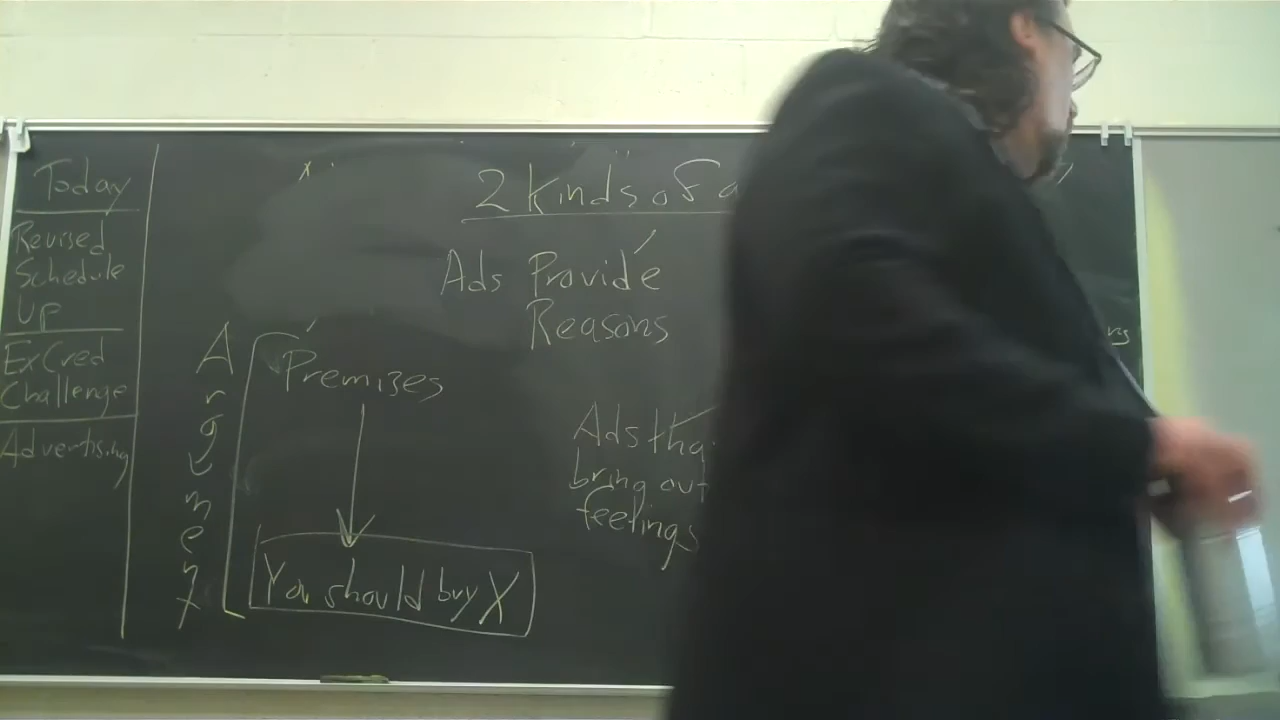 Today
Revised
Schedule
Up
ExCred
Challenge
Advertising
2 Kinds of
Ads Provide
Reasons
Argument
Premises
You should buy X
Ads
bring out
feelings